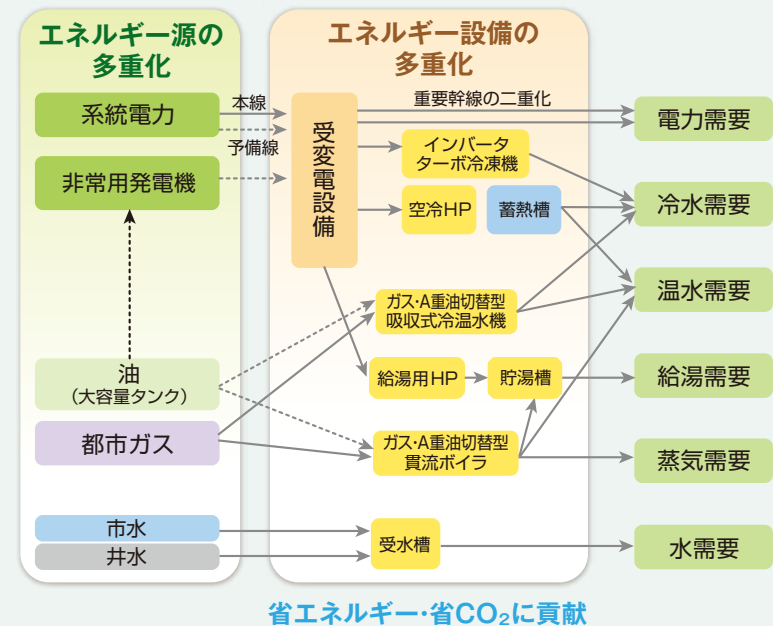 エネルギー源の
多重化
エネルギー設備の
多重化
系統電力
本線
予備線
非常用発電機
受変電設備
重要幹線の二重化
電力需要
インバータ
ターボ冷凍機
空冷HP
蓄熱槽
冷水需要
ガス・A重油切替型
吸収式冷温水機
温水需要
油
(大容量タンク)
給湯用HP
貯湯槽
給湯需要
都市ガス
ガス・A重油切替型
貫流ボイラ
蒸気需要
市水
井水
受水槽
水需要
省エネルギー・省CO₂に貢献